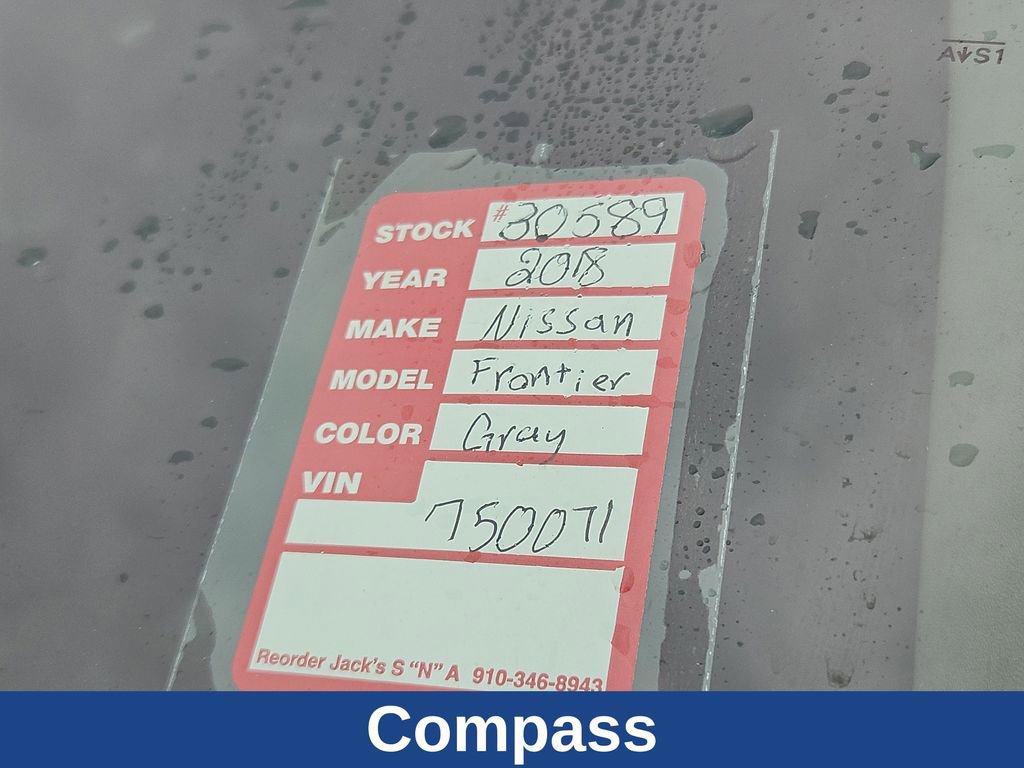 A↓S1
STOCK #30589
YEAR 2018
MAKE Nissan
MODEL Frontier
COLOR Gray
VIN
750071
Reorder Jack's S "N" A 910-346-8943
Compass